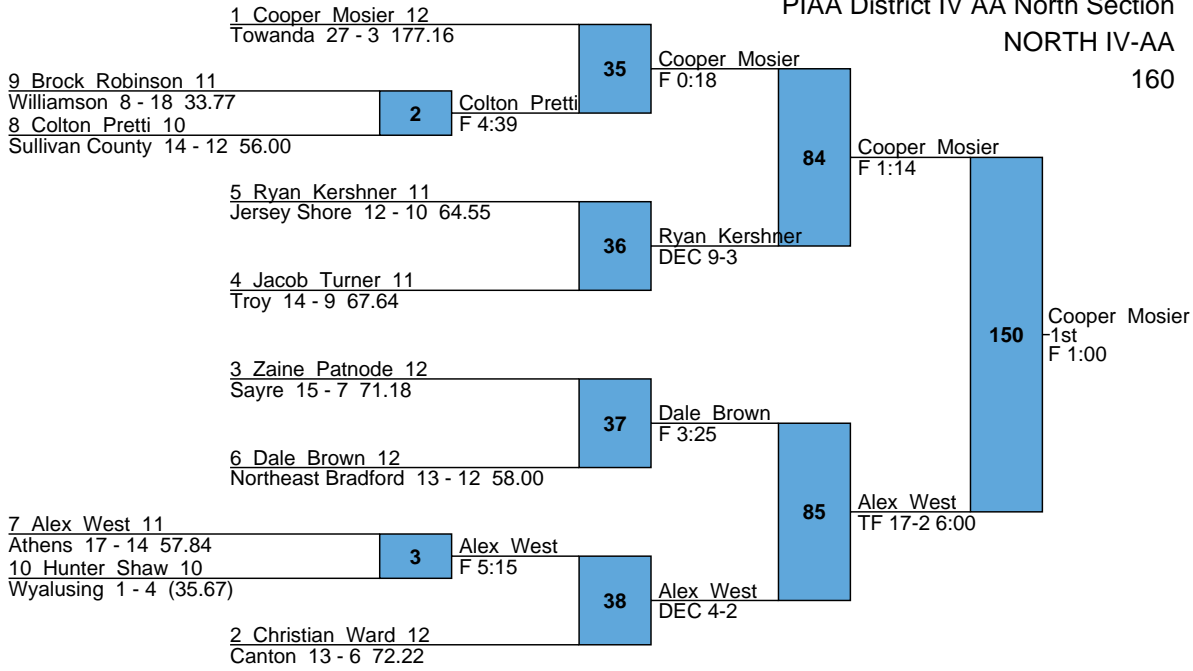 PIAA District IV AA North Section
NORTH IV-AA
160
1 Cooper Mosier 12
Towanda 27 - 3 177.16
9 Brock Robinson 11
Williamson 8 - 18 33.77
8 Colton Pretti 10
Sullivan County 14 - 12 56.00
2
Colton Pretti
F 4:39
35
Cooper Mosier
F 0:18
5 Ryan Kershner 11
Jersey Shore 12 - 10 64.55
4 Jacob Turner 11
Troy 14 - 9 67.64
36
Ryan Kershner
DEC 9-3
84
Cooper Mosier
F 1:14
3 Zaine Patnode 12
Sayre 15 - 7 71.18
6 Dale Brown 12
Northeast Bradford 13 - 12 58.00
37
Dale Brown
F 3:25
7 Alex West 11
Athens 17 - 14 57.84
10 Hunter Shaw 10
Wyalusing 1 - 4 (35.67)
3
Alex West
F 5:15
2 Christian Ward 12
Canton 13 - 6 72.22
38
Alex West
DEC 4-2
85
Alex West
TF 17-2 6:00
150
Cooper Mosier
1st
F 1:00